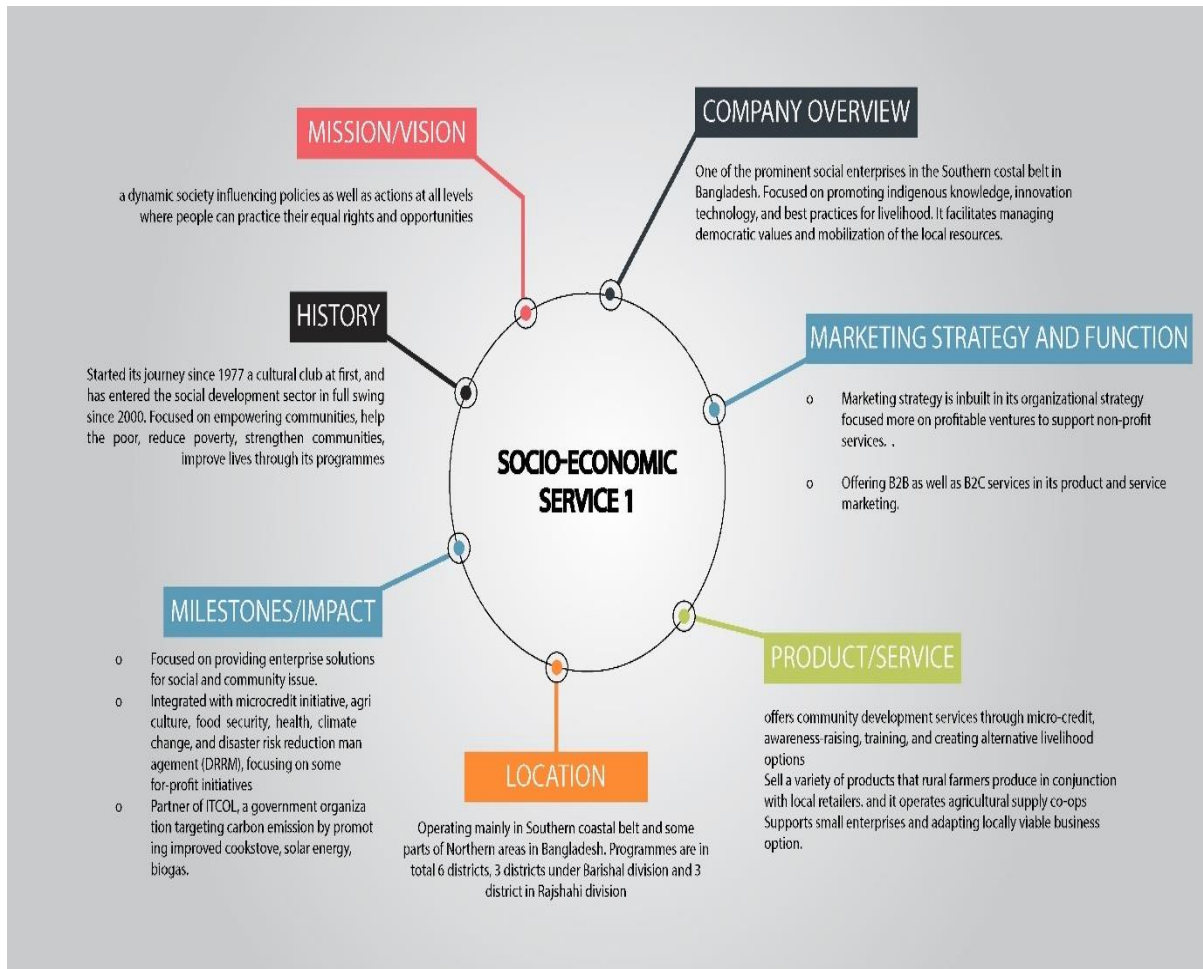 MISSION/VISION
a dynamic society influencing policies as well as actions at all levels
where people can practice their equal rights and opportunities
COMPANY OVERVIEW
One of the prominent social enterprises in the Southern costal belt in
Bangladesh. Focused on promoting indigenous knowledge, innovation
technology, and best practices for livelihood. It facilitates managing
democratic values and mobilization of the local resources.
HISTORY
Started its journey since 1977 a cultural club at first, and
has entered the social development sector in full swing
since 2000. Focused on empowering communities, help
the poor, reduce poverty, strengthen communities,
improve lives through its programmes
MARKETING STRATEGY AND FUNCTION
o Marketing strategy is inbuilt in its organizational strategy
focused more on profitable ventures to support non-profit
services. .
o Offering B2B as well as B2C services in its product and service
marketing.
SOCIO-ECONOMIC
SERVICE 1
MILESTONES/IMPACT
o Focused on providing enterprise solutions
for social and community issue.
o Integrated with microcredit initiative, agri
culture, food security, health, climate
change, and disaster risk reduction man
agement (DRRM), focusing on some
for-profit initiatives
o Partner of ITCOL, a government organiza
tion targeting carbon emission by promot
ing improved cookstove, solar energy,
biogas.
LOCATION
Operating mainly in Southern coastal belt and some
parts of Northern areas in Bangladesh. Programmes are in
total 6 districts, 3 districts under Barishal division and 3
district in Rajshahi division
PRODUCT/SERVICE
offers community development services through micro-credit,
awareness-raising, training, and creating alternative livelihood
options
Sell a variety of products that rural farmers produce in conjunction
with local retailers. and it operates agricultural supply co-ops
Supports small enterprises and adapting locally viable business
option.